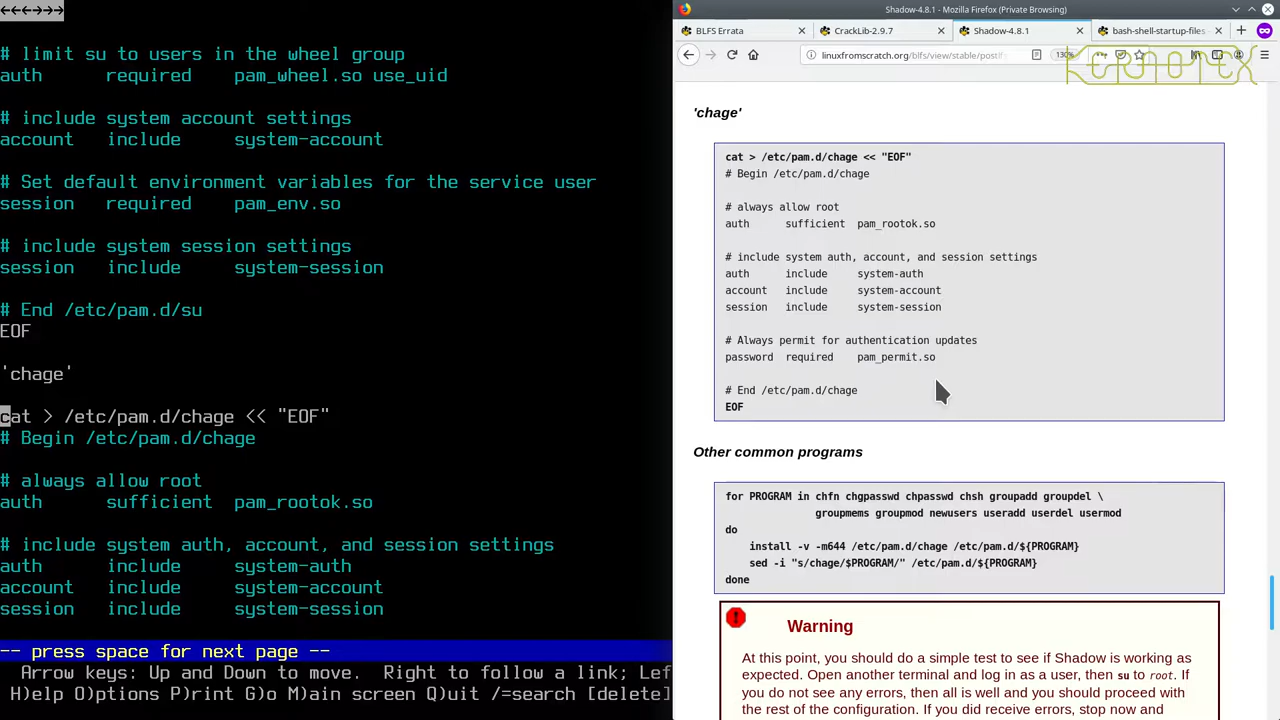 ←←←→→→
# limit su to users in the wheel group
auth      required    pam_wheel.so use_uid
# include system account settings
account   include     system-account
# Set default environment variables for the service user
session   required    pam_env.so
# include system session settings
session   include     system-session
# End /etc/pam.d/su
EOF
'chage'
cat > /etc/pam.d/chage << "EOF"
# Begin /etc/pam.d/chage
# always allow root
auth      sufficient  pam_rootok.so
# include system auth, account, and session settings
auth      include     system-auth
account   include     system-account
session   include     system-session
-- press space for next page --
Arrow keys: Up and Down to move.  Right to follow a link; Left
H)elp O)ptions P)rint G)o M)ain screen Q)uit /=search [delete]
Shadow-4.8.1 - Mozilla Firefox (Private Browsing)
BLFS Errata
CrackLib-2.9.7
Shadow-4.8.1
bash-shell-startup-files
linuxfromscratch.org/blfs/view/stable/postlf
130%
KERNOTEX
'chage'
cat > /etc/pam.d/chage << "EOF"
# Begin /etc/pam.d/chage
# always allow root
auth      sufficient  pam_rootok.so
# include system auth, account, and session settings
auth      include     system-auth
account   include     system-account
session   include     system-session
# Always permit for authentication updates
password  required    pam_permit.so
# End /etc/pam.d/chage
EOF
Other common programs
for PROGRAM in chfn chgpasswd chpasswd chsh groupadd groupdel \
groupmems groupmod newusers useradd userdel usermod
do
install -v -m644 /etc/pam.d/chage /etc/pam.d/${PROGRAM}
sed -i "s/chage/$PROGRAM/" /etc/pam.d/${PROGRAM}
done
Warning
At this point, you should do a simple test to see if Shadow is working as
expected. Open another terminal and log in as a user, then su to root. If
you do not see any errors, then all is well and you should proceed with
the rest of the configuration. If you did receive errors, stop now and